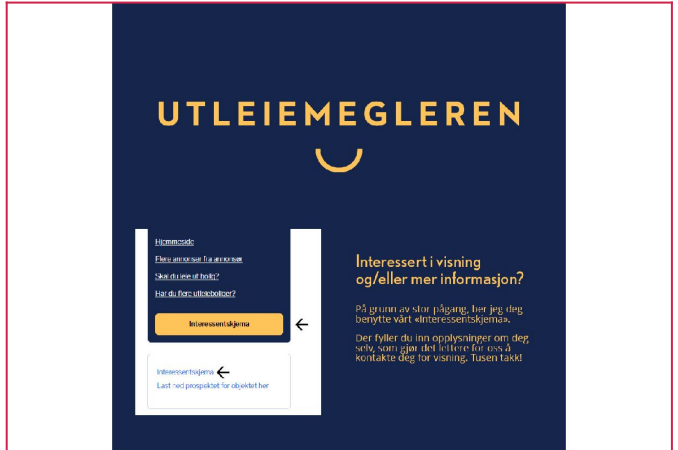 UTLEIEMEGLEREN
Hjemmeside
Flere annonser fra annonsør
Skal du leie ut bolig?
Har du flere utleieboliger?
Interessentskjema
Interessentskjema
Last ned prospektet for objektet her
Interessert i visning
og/eller mer informasjon?
På grunn av stor pågang, ber jeg deg
benytte vårt «Interessentskjema».
Der fyller du inn opplysninger om deg
selv, som gjør det lettere for oss å
kontakte deg for visning. Tusen takk!